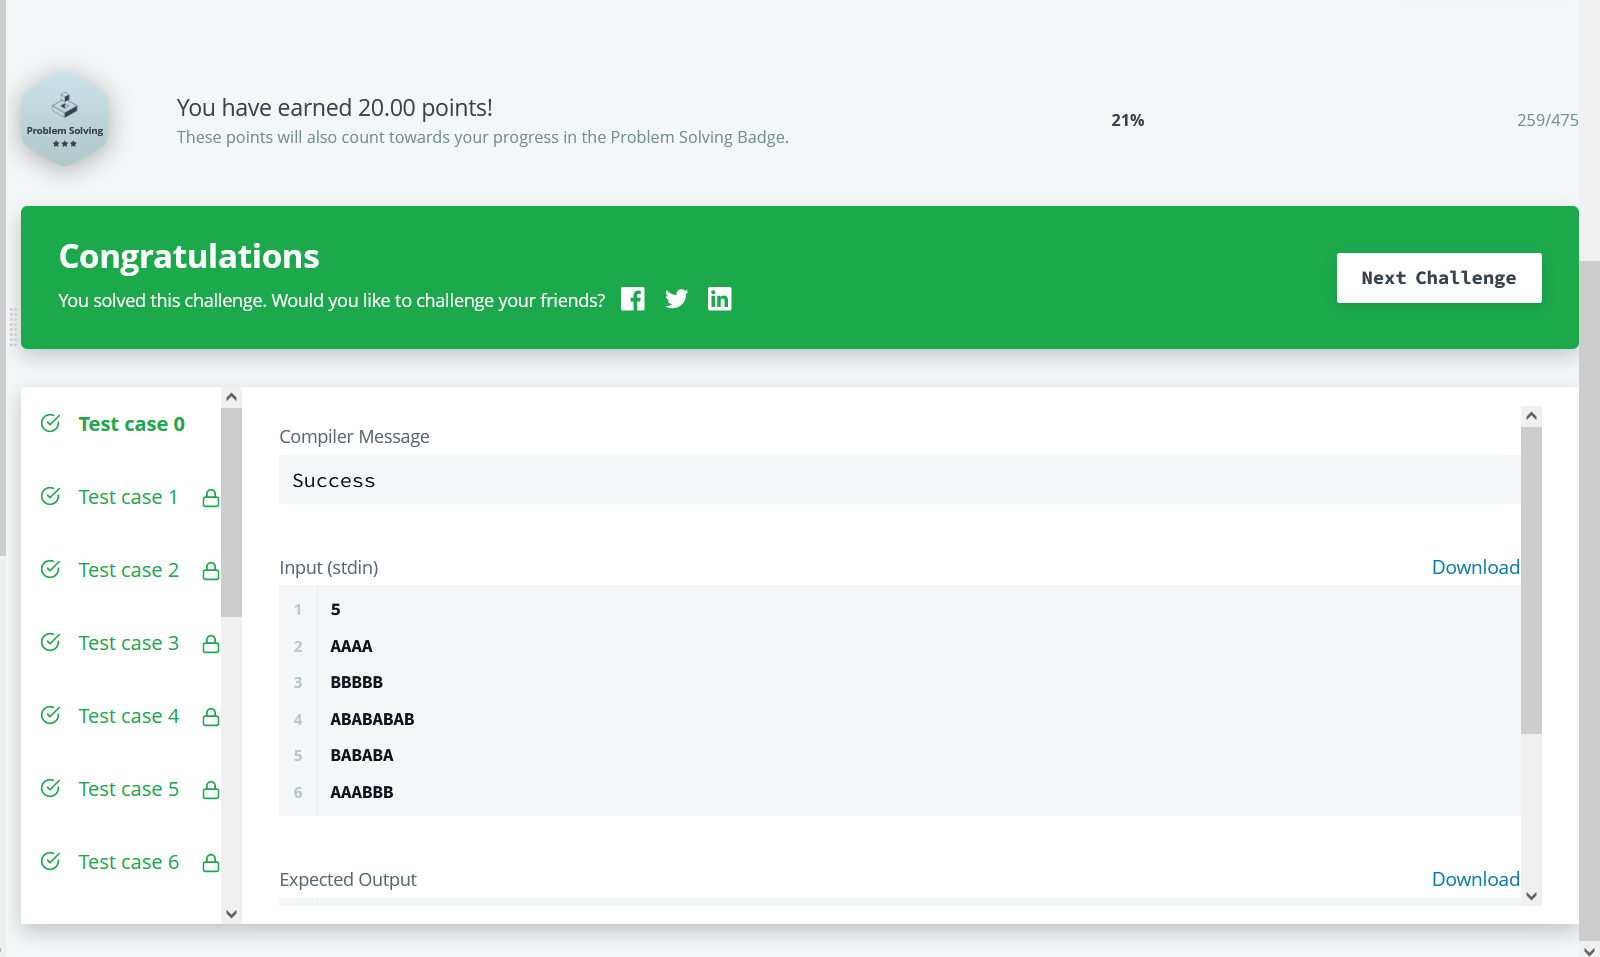 Problem Solving
You have earned 20.00 points!
These points will also count towards your progress in the Problem Solving Badge.
21%
259/475
Congratulations
You solved this challenge. Would you like to challenge your friends?
Next Challenge
Test case 0
Test case 1
Test case 2
Test case 3
Test case 4
Test case 5
Test case 6
Compiler Message
Success
Input (stdin)
Download
1 5
2 AAAA
3 BBBBB
4 ABABABAB
5 BABABA
6 AAABBB
Expected Output
Download